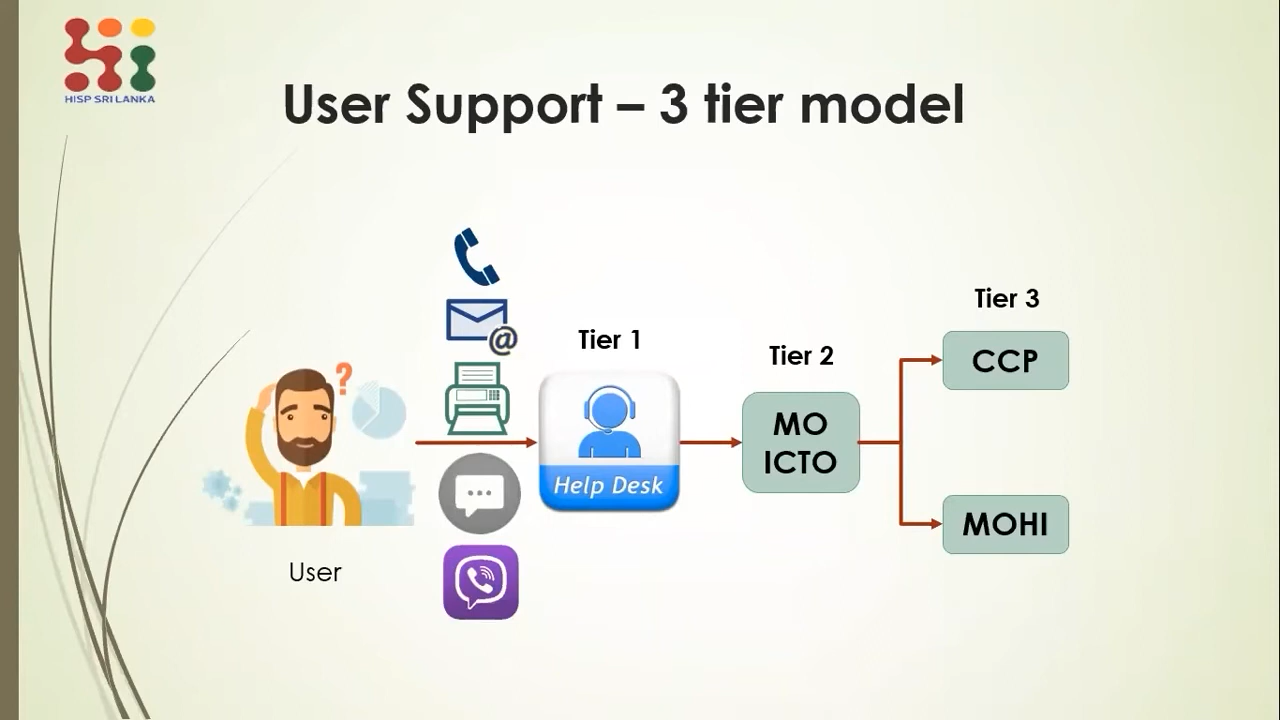 HISP SRI LANKA
User Support – 3 tier model
Tier 1
Tier 2
Tier 3
@
?
Help Desk
MO
ICTO
CCP
MOHI
User